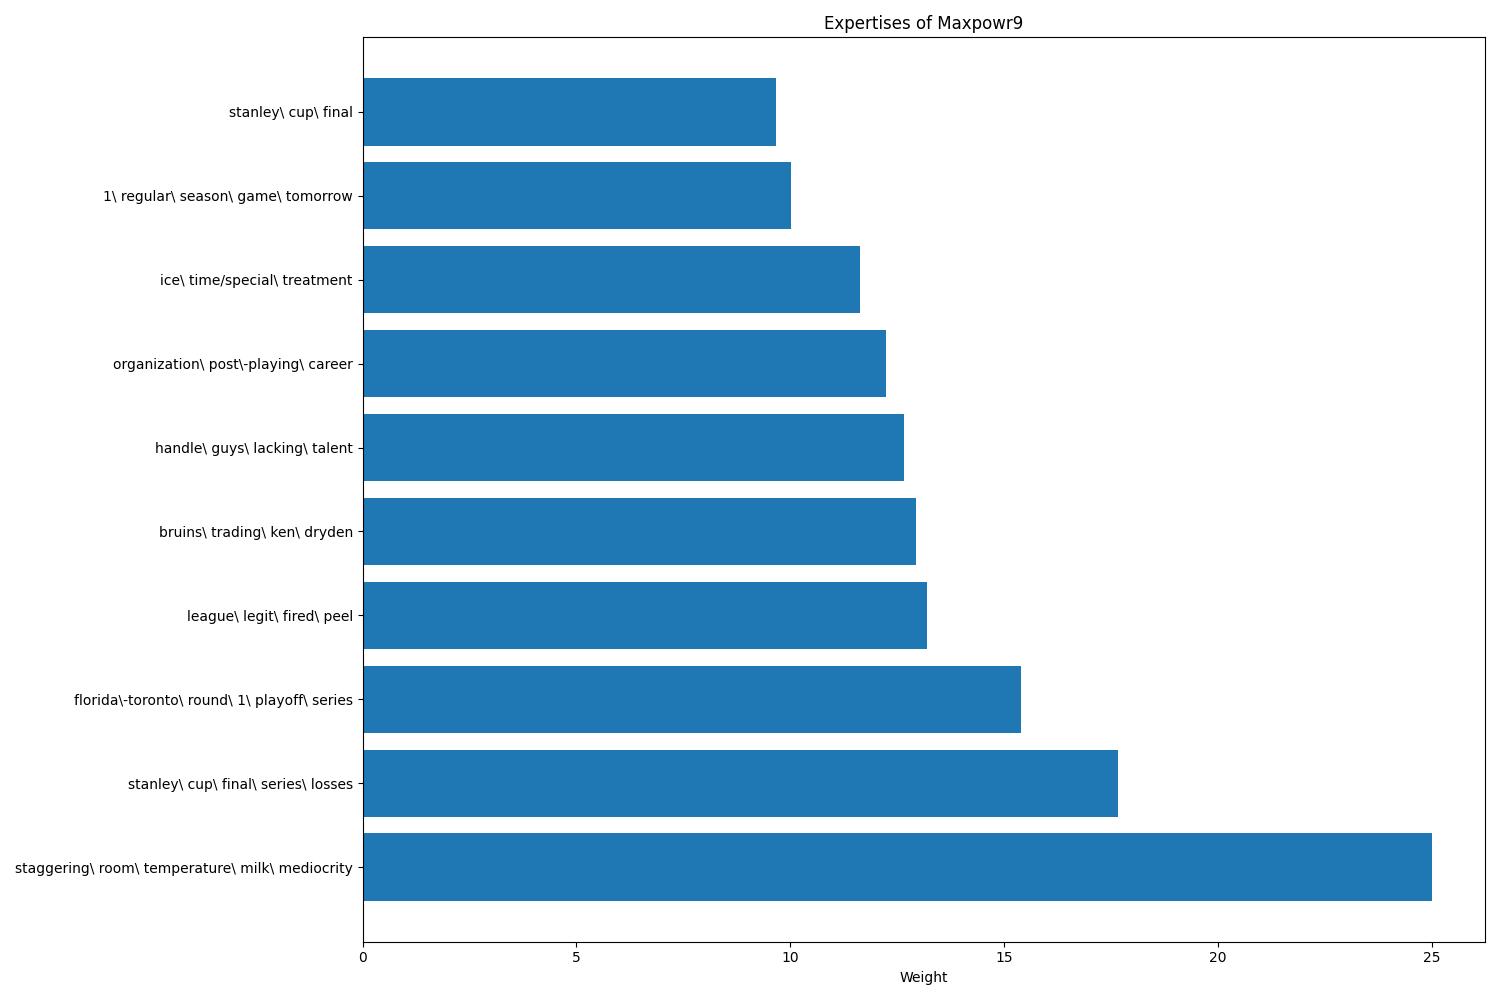 Expertises of Maxpowr9
stanley\ cup\ final
1\ regular\ season\ game\ tomorrow
ice\ time/special\ treatment
organization\ post\-playing\ career
handle\ guys\ lacking\ talent
bruins\ trading\ ken\ dryden
league\ legit\ fired\ peel
florida\-toronto\ round\ 1\ playoff\ series
stanley\ cup\ final\ series\ losses
staggering\ room\ temperature\ milk\ mediocrity
0 5 10 15 20 25
Weight